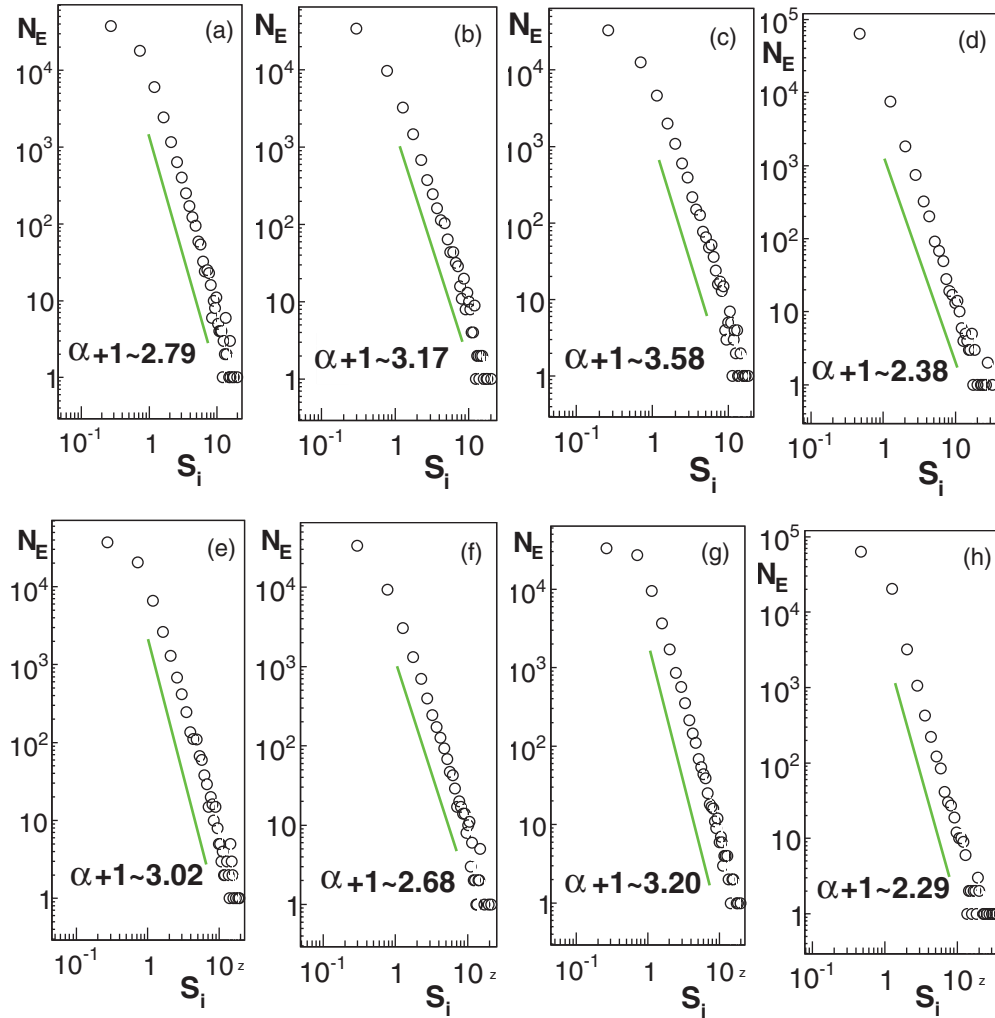 N_E (a)
10^4
10^3
10^2
10
1
α+1~2.79
10^-1 1 10
S_i
N_E (b)
10^4
10^3
10^2
10
1
α+1~3.17
10^-1 1 10
S_i
N_E (c)
10^4
10^3
10^2
10
1
α+1~3.58
10^-1 1 10
S_i
10^5
N_E (d)
10^4
10^3
10^2
10
1
α+1~2.38
10^-1 1 10
S_i
N_E (e)
10^4
10^3
10^2
10
1
α+1~3.02
10^-1 1 10 z
S_i
N_E (f)
10^4
10^3
10^2
10
1
α+1~2.68
10^-1 1 10 z
S_i
N_E (g)
10^4
10^3
10^2
10
1
α+1~3.20
10^-1 1 10 z
S_i
10^5
N_E (h)
10^4
10^3
10^2
10
1
α+1~2.29
10^-1 1 10 z
S_i